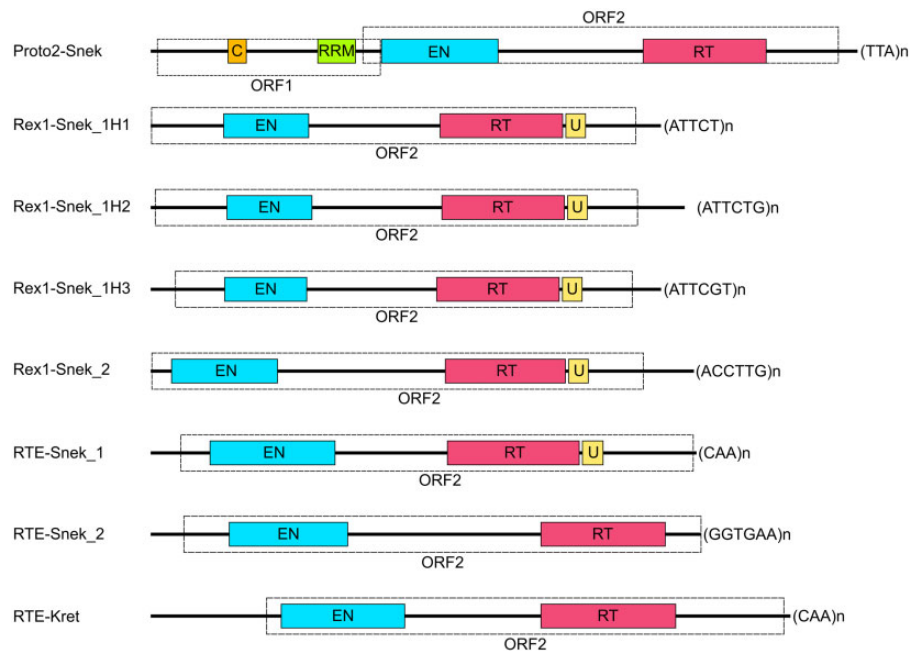 ORF2
Proto2-Snek C RRM EN RT (TTA)n
ORF1
Rex1-Snek_1H1 EN RT U (ATTCT)n
ORF2
Rex1-Snek_1H2 EN RT U (ATTCTG)n
ORF2
Rex1-Snek_1H3 EN RT U (ATTCGT)n
ORF2
Rex1-Snek_2 EN RT U (ACCTTG)n
ORF2
RTE-Snek_1 EN RT U (CAA)n
ORF2
RTE-Snek_2 EN RT (GGTGAA)n
ORF2
RTE-Kret EN RT (CAA)n
ORF2